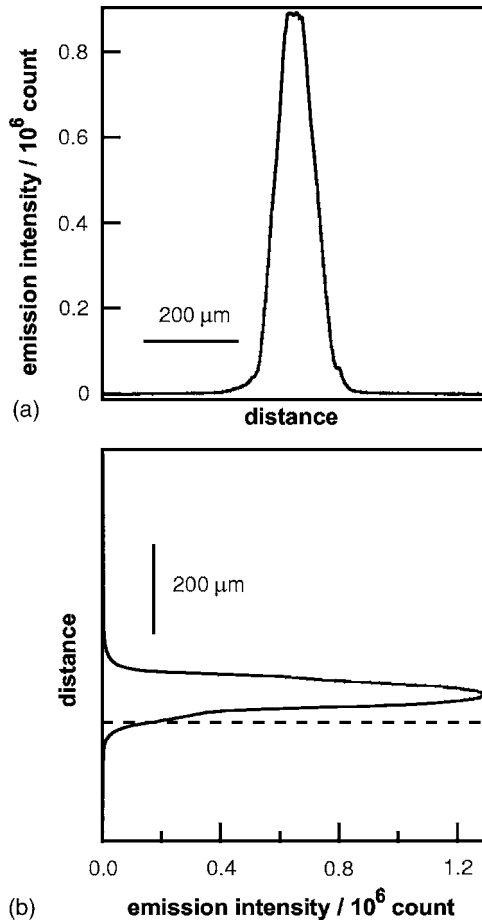 0.8
0.6
0.4
0.2
0
emission intensity / 10⁶ count
200 µm
distance
(a)
distance
200 µm
0.0 0.4 0.8 1.2
emission intensity / 10⁶ count
(b)